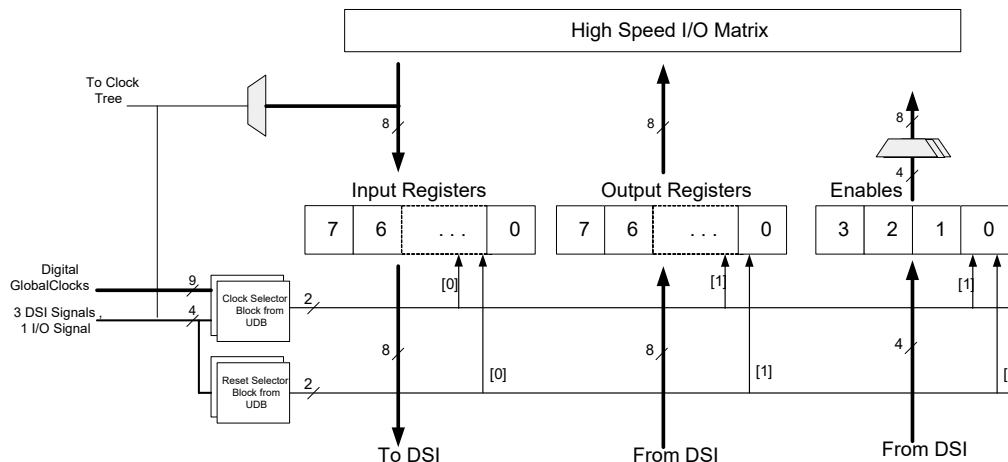 High Speed I/O Matrix
To Clock
Tree
8
8
8
4
Input Registers
Output Registers
Enables
7 6 . . . 0
7 6 . . . 0
3 2 1 0
Digital
GlobalClocks
9
[0]
[1]
[1]
3 DSI Signals ,
1 I/O Signal
4
Clock Selector
Block from
UDB
2
8
8
4
Reset Selector
Block from
UDB
2
[0]
[1]
[
To DSI
From DSI
From DSI